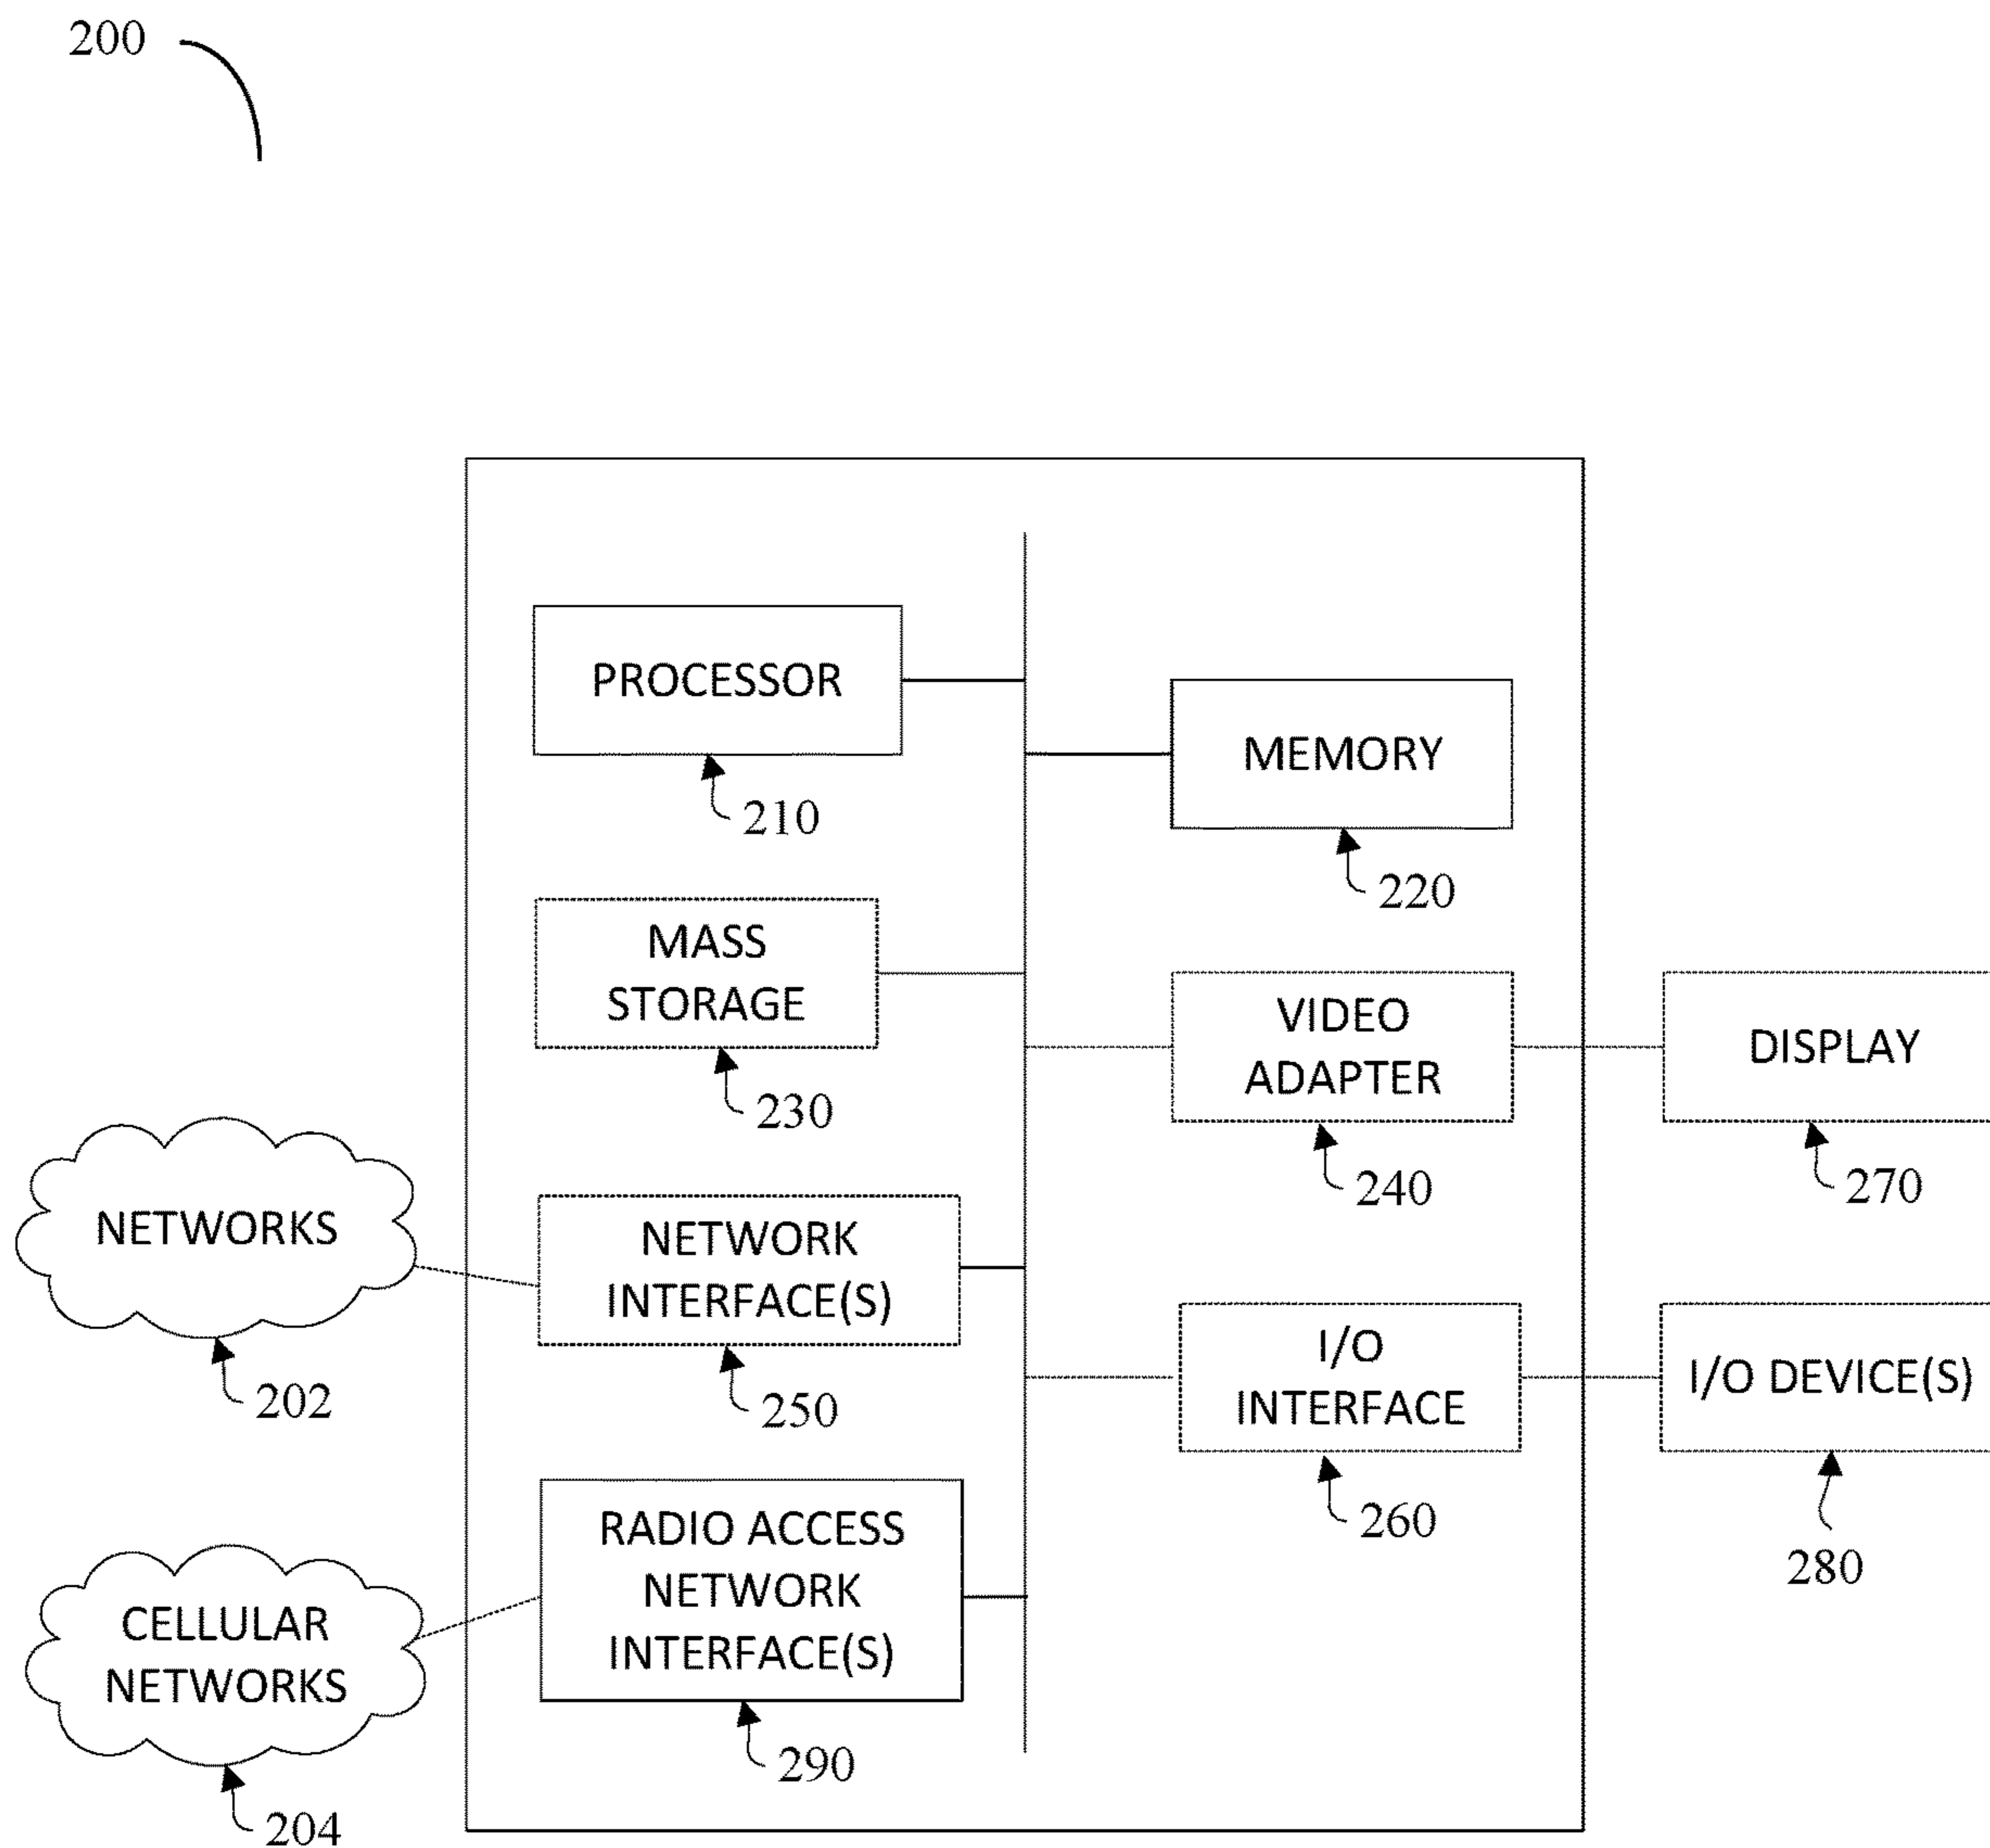 200
PROCESSOR
210
MEMORY
220
MASS
STORAGE
230
VIDEO
ADAPTER
240
DISPLAY
270
NETWORKS
202
NETWORK
INTERFACE(S)
250
I/O
INTERFACE
260
I/O DEVICE(S)
280
CELLULAR
NETWORKS
204
RADIO ACCESS
NETWORK
INTERFACE(S)
290